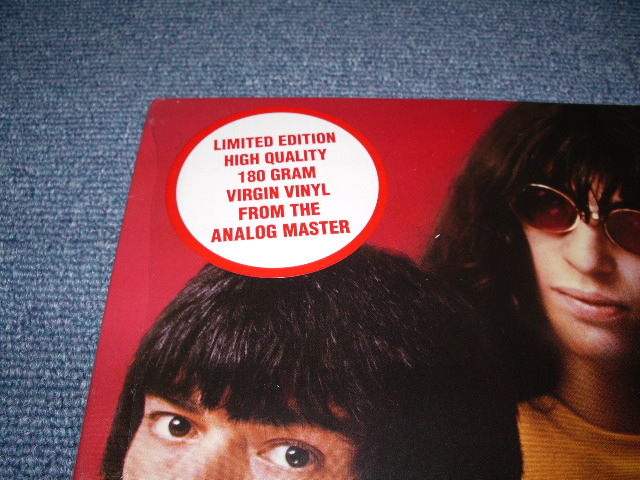 LIMITED EDITION
HIGH QUALITY
180 GRAM
VIRGIN VINYL
FROM THE
ANALOG MASTER